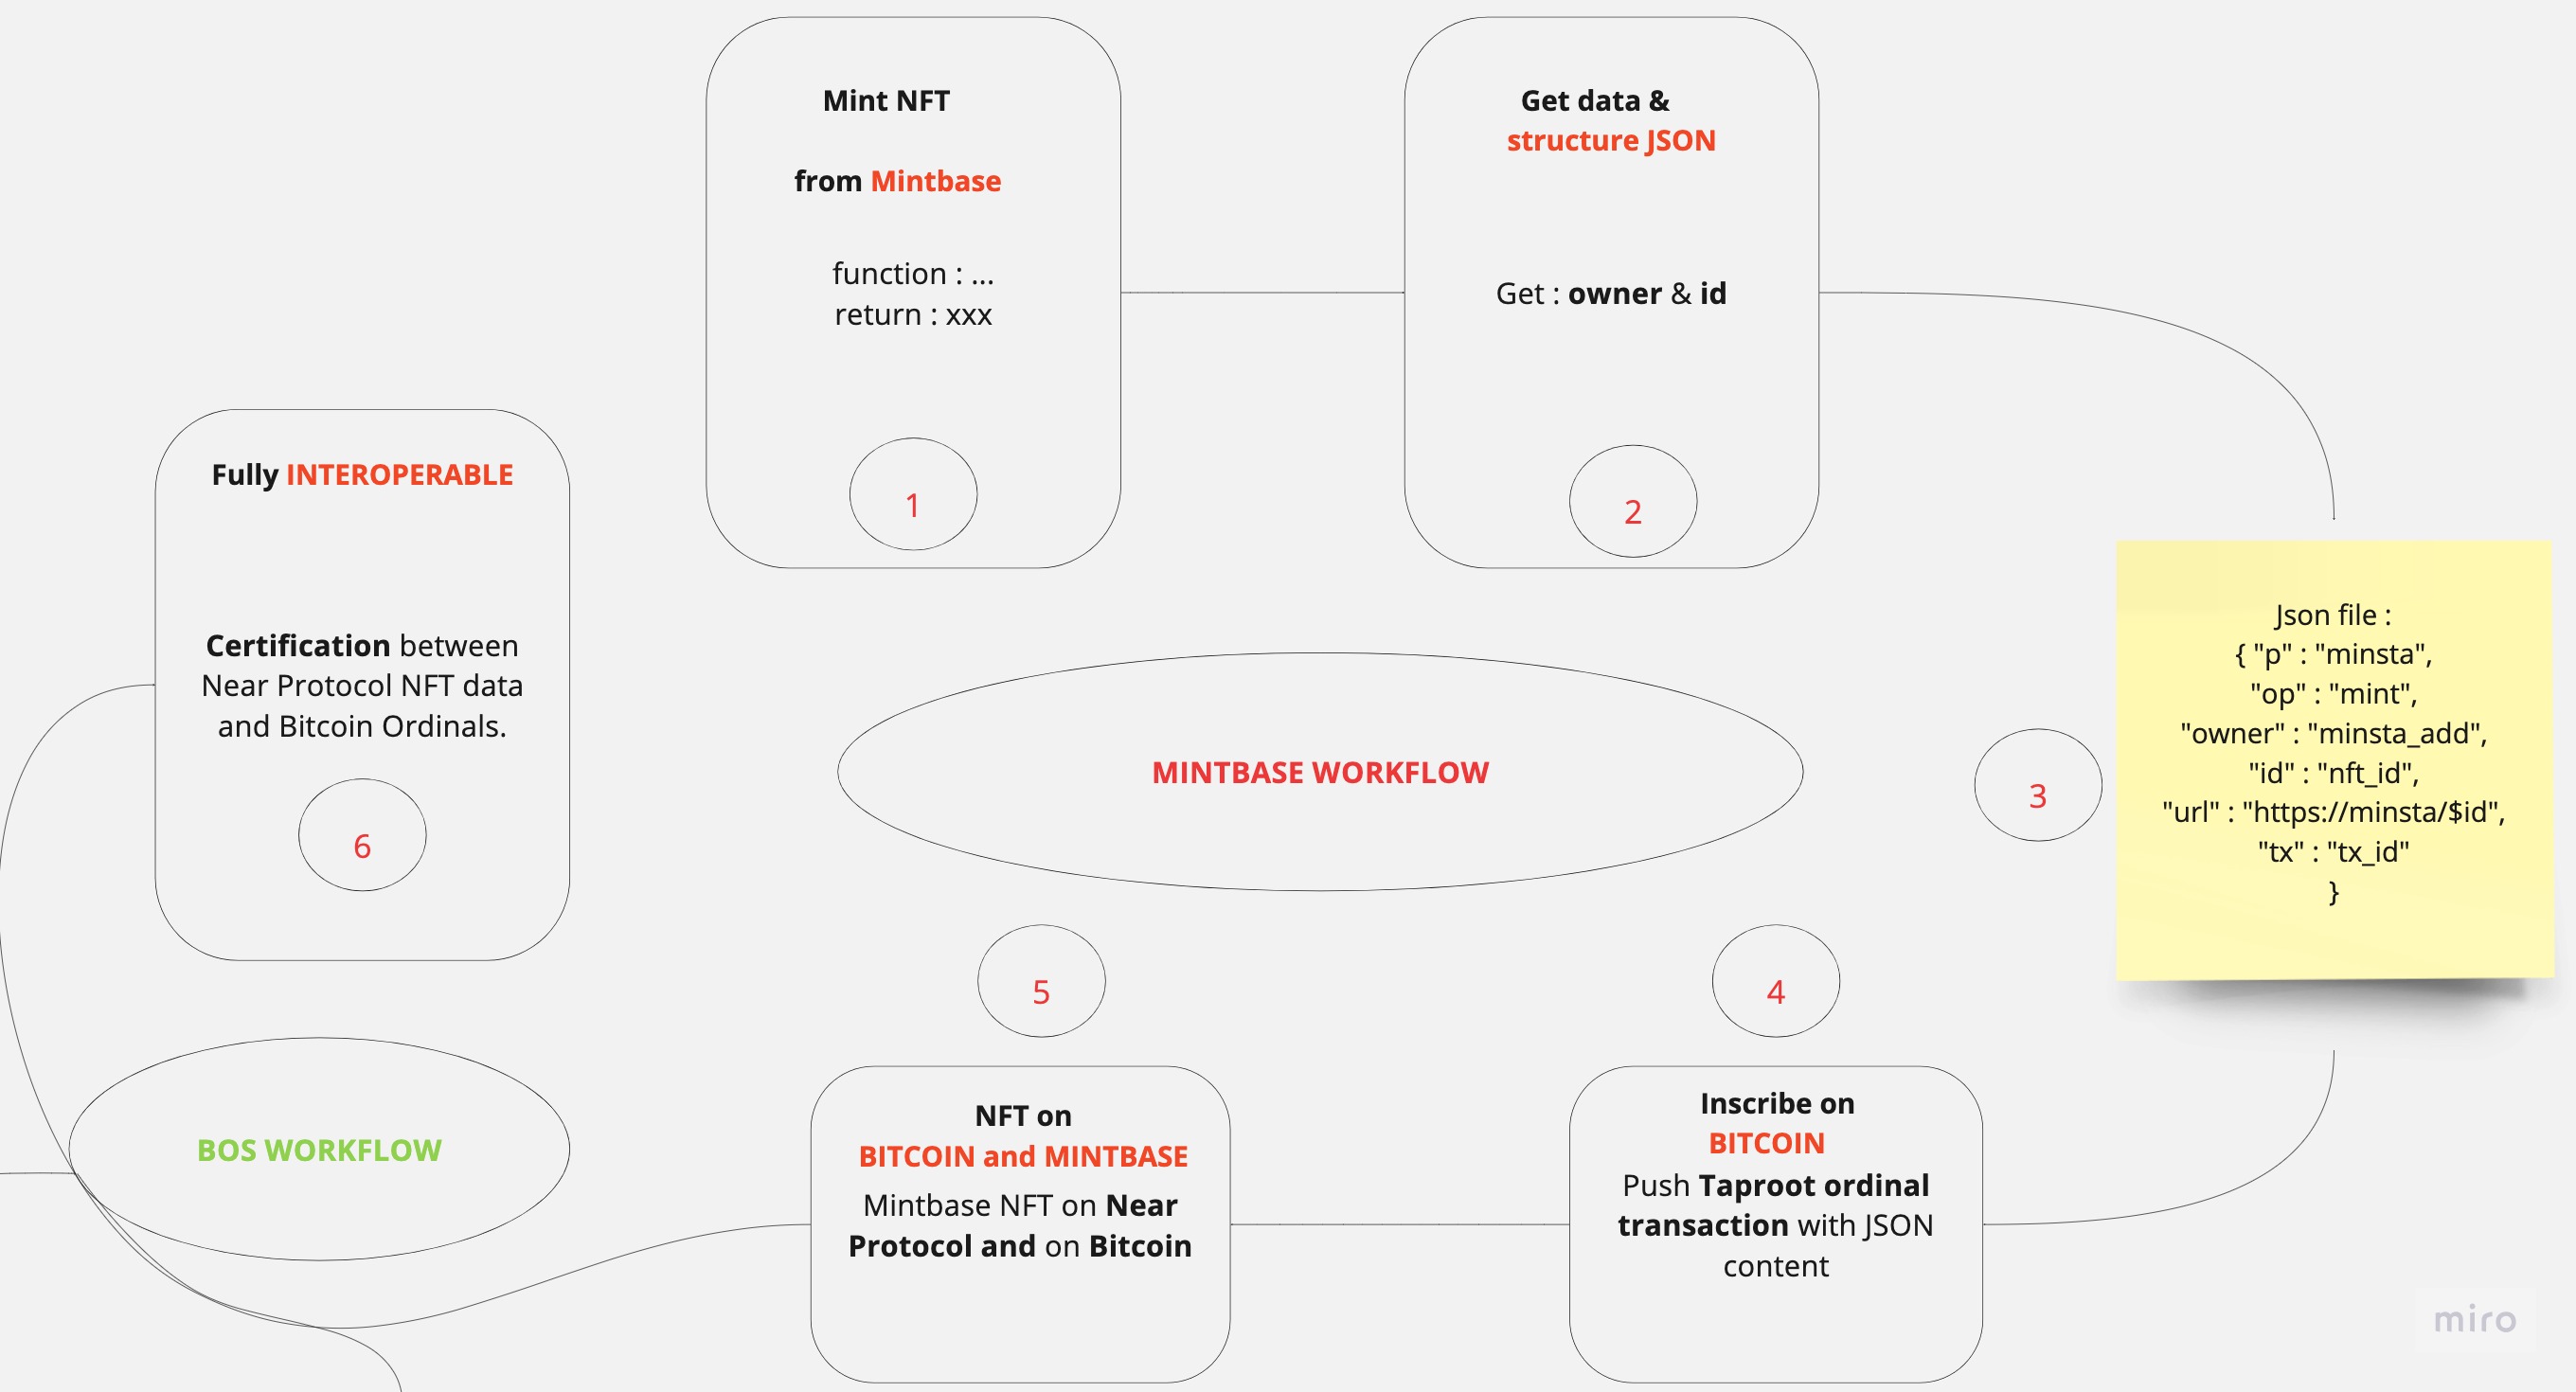 Mint NFT
from Mintbase
function : ...
return : xxx
1
Get data &
structure JSON
Get : owner & id
2
Json file :
{ "p" : "minsta",
"op" : "mint",
"owner" : "minsta_add",
"id" : "nft_id",
"url" : "https://minsta/$id",
"tx" : "tx_id"
}
3
MINTBASE WORKFLOW
4
Inscribe on
BITCOIN
Push Taproot ordinal
transaction with JSON
content
5
NFT on
BITCOIN and MINTBASE
Mintbase NFT on Near
Protocol and on Bitcoin
Fully INTEROPERABLE
Certification between
Near Protocol NFT data
and Bitcoin Ordinals.
6
BOS WORKFLOW
miro